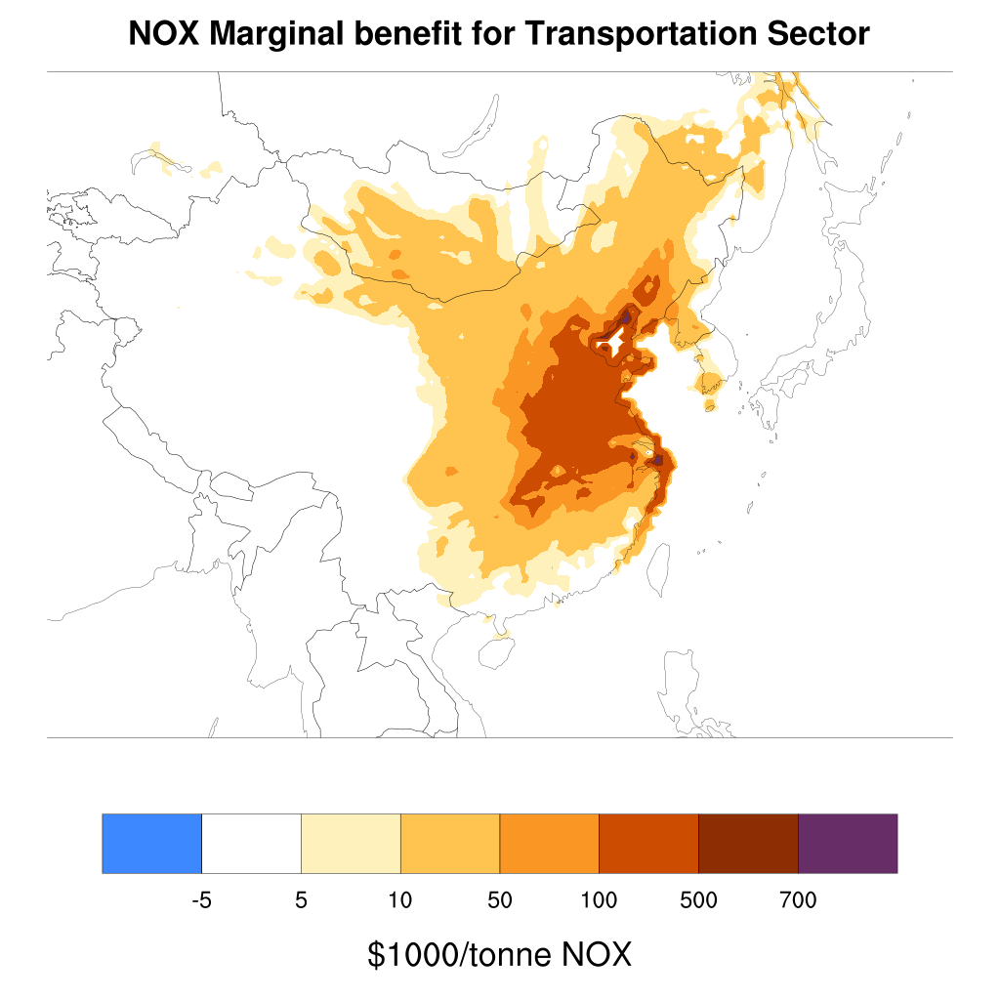 NOX Marginal benefit for Transportation Sector
-5 5 10 50 100 500 700
$1000/tonne NOX